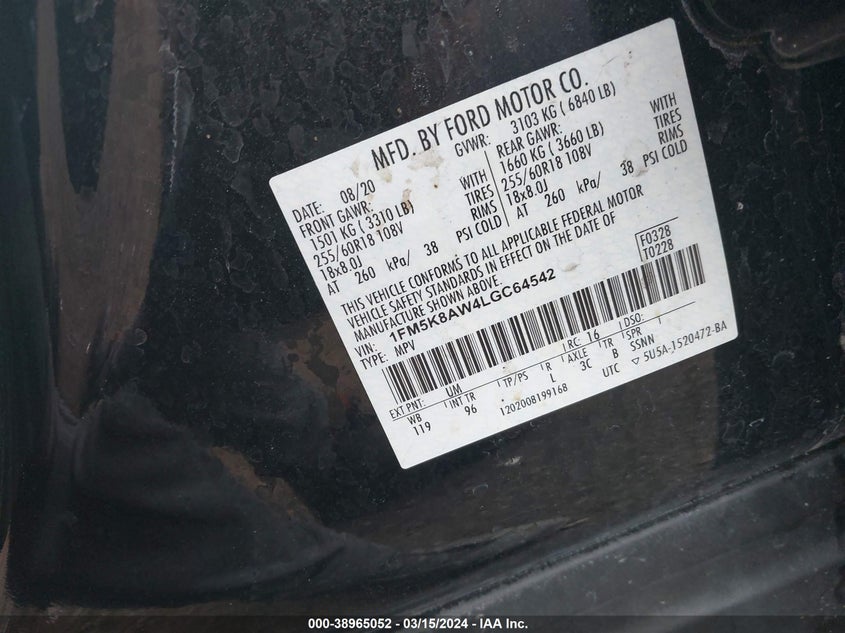 MFD. BY FORD MOTOR CO.
DATE: 08/20
GVWR: 3103 KG ( 6840 LB)
FRONT GAWR:
1501 KG ( 3310 LB)
WITH
255/60R18 108V
TIRES
18x8.0J
RIMS
AT 260 kPa/ 38 PSI COLD
REAR GAWR:
1660 KG ( 3660 LB)
WITH
255/60R18 108V
TIRES
18x8.0J
RIMS
AT 260 kPa/ 38 PSI COLD
THIS VEHICLE CONFORMS TO ALL APPLICABLE FEDERAL MOTOR
VEHICLE SAFETY STANDARDS IN EFFECT ON THE DATE OF
MANUFACTURE SHOWN ABOVE.
VIN: 1FM5K8AW4LGC64542
TYPE: MPV
F0328
T0228
EXT PNT: UM RC: 16 DSO:
WB INT TR TP/PS R AXLE TR SPR
119 96 L 3C B SSNN
1202008199168 UTC ▽ 5U5A-1520472-BA
000-38965052 - 03/15/2024 - IAA Inc.